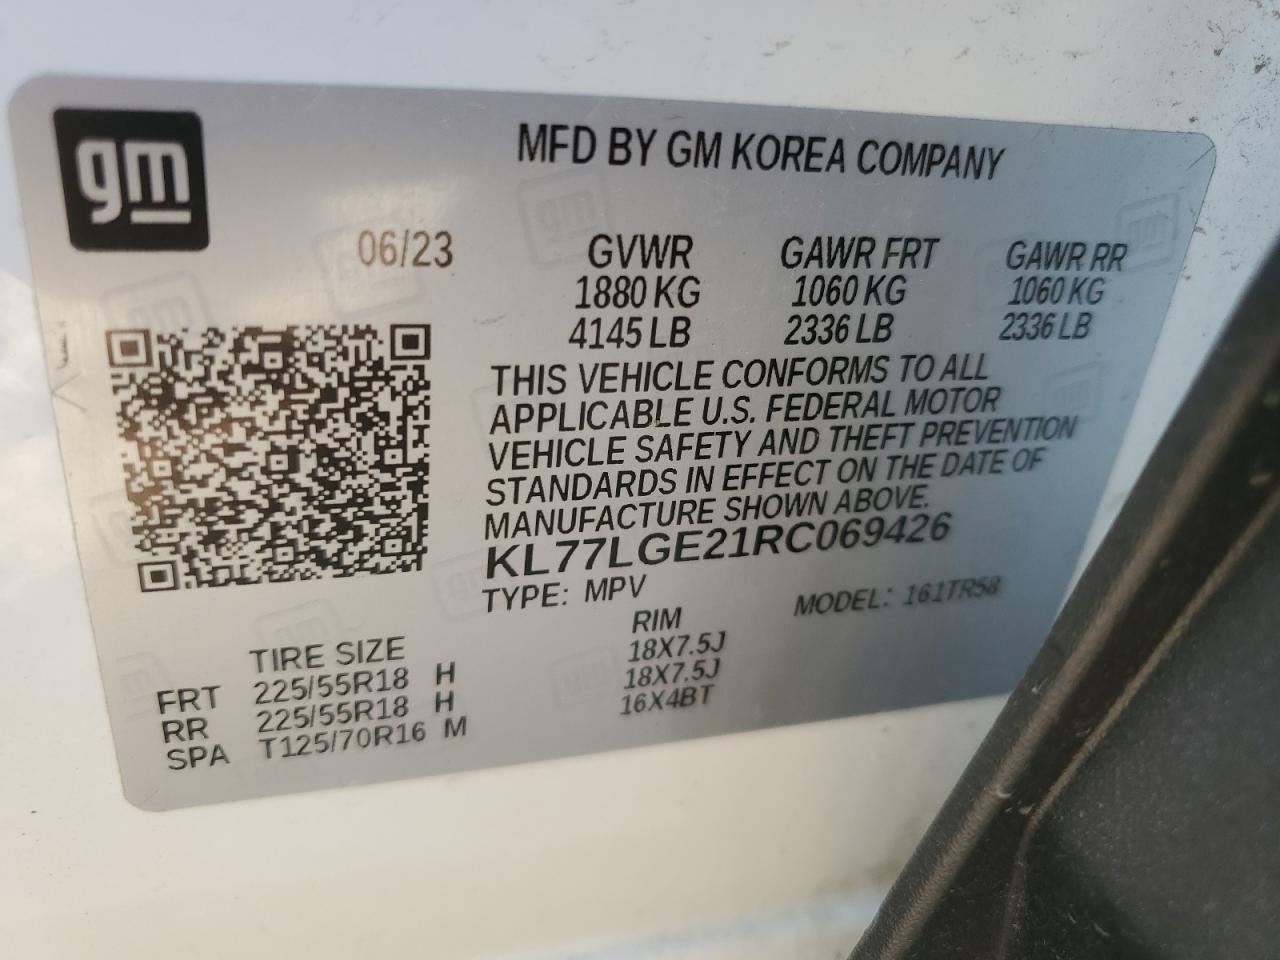 gm
MFD BY GM KOREA COMPANY
06/23
GVWR GAWR FRT GAWR RR
1880 KG 1060 KG 1060 KG
4145 LB 2336 LB 2336 LB
THIS VEHICLE CONFORMS TO ALL
APPLICABLE U.S. FEDERAL MOTOR
VEHICLE SAFETY AND THEFT PREVENTION
STANDARDS IN EFFECT ON THE DATE OF
MANUFACTURE SHOWN ABOVE.
KL77LGE21RC069426
TYPE: MPV MODEL: 161TR58
TIRE SIZE RIM
FRT 225/55R18 H 18X7.5J
RR 225/55R18 H 18X7.5J
SPA T125/70R16 M 16X4BT